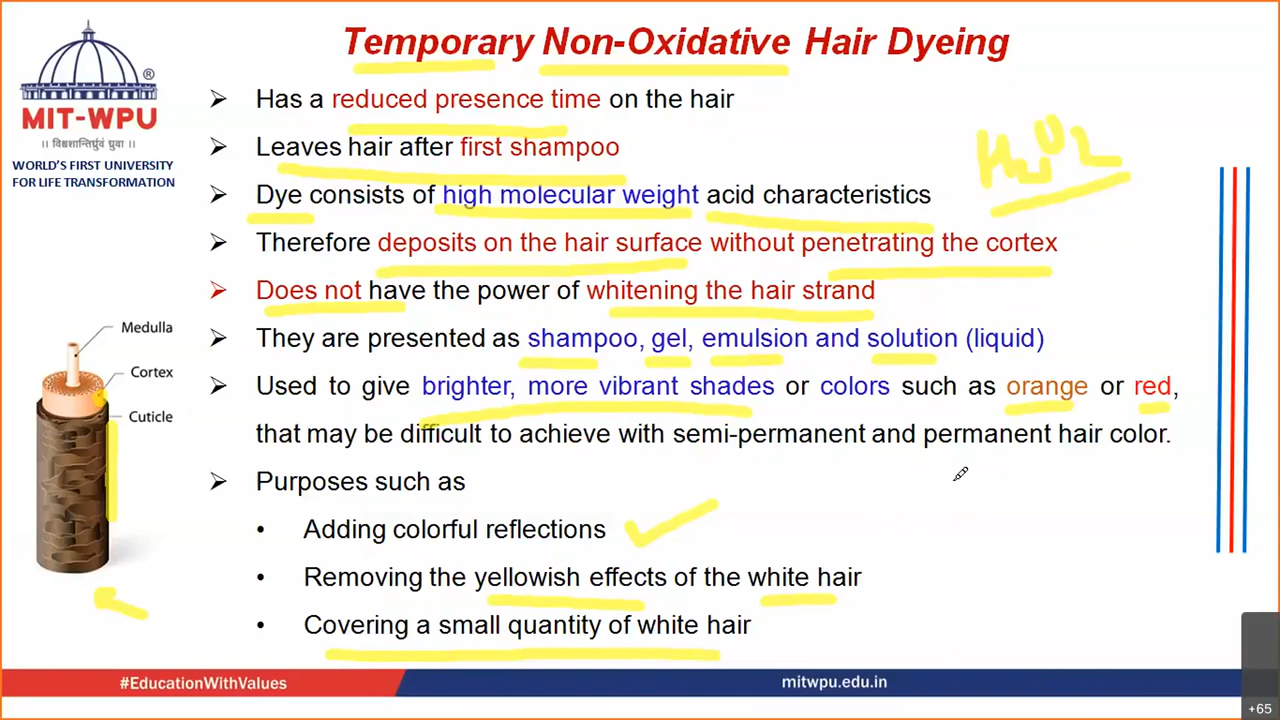 Temporary Non-Oxidative Hair Dyeing
®
MIT-WPU
॥ विश्वशान्तिर्ध्रुवं ध्रुवा ॥
WORLD'S FIRST UNIVERSITY
FOR LIFE TRANSFORMATION
Has a reduced presence time on the hair
Leaves hair after first shampoo
H2O2
Dye consists of high molecular weight acid characteristics
Therefore deposits on the hair surface without penetrating the cortex
Does not have the power of whitening the hair strand
They are presented as shampoo, gel, emulsion and solution (liquid)
Used to give brighter, more vibrant shades or colors such as orange or red,
that may be difficult to achieve with semi-permanent and permanent hair color.
Purposes such as
• Adding colorful reflections
• Removing the yellowish effects of the white hair
• Covering a small quantity of white hair
Medulla
Cortex
Cuticle
#EducationWithValues
mitwpu.edu.in
+65